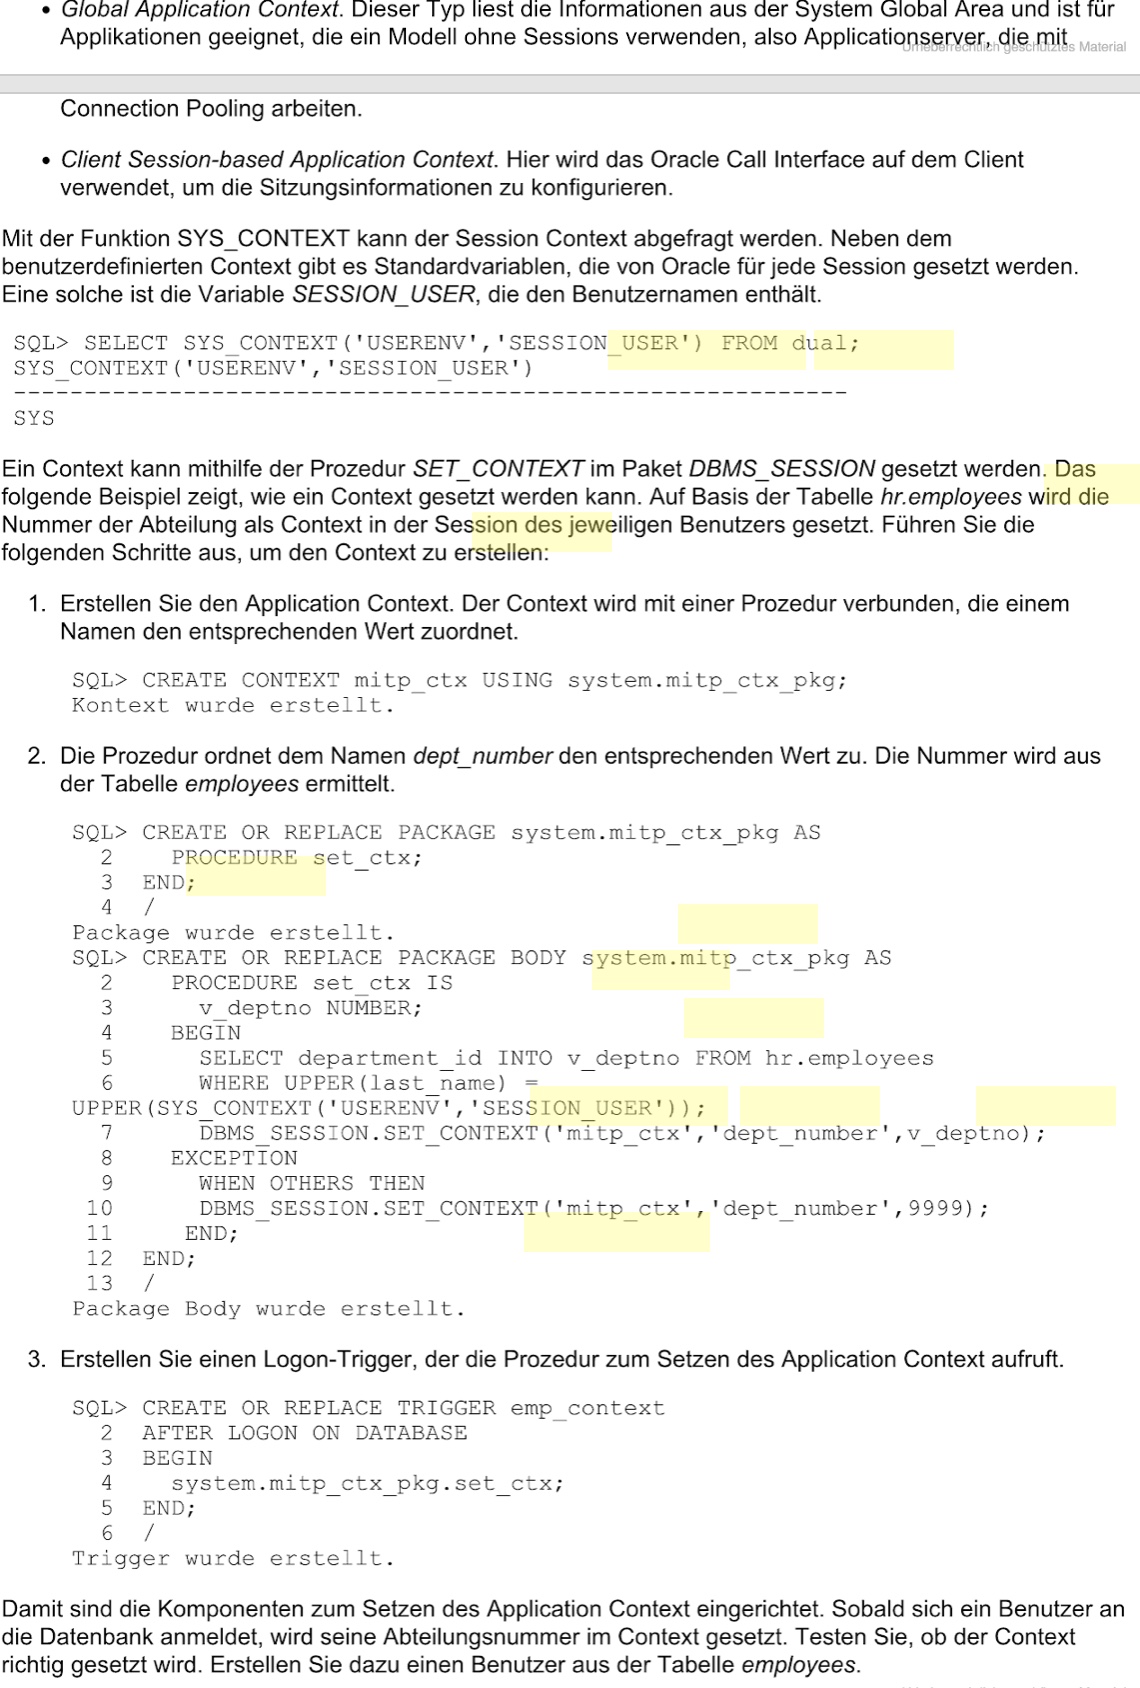 • Global Application Context. Dieser Typ liest die Informationen aus der System Global Area und ist für
Applikationen geeignet, die ein Modell ohne Sessions verwenden, also Applicationserver, die mit
Urheberrechtlich geschütztes Material
Connection Pooling arbeiten.
• Client Session-based Application Context. Hier wird das Oracle Call Interface auf dem Client
verwendet, um die Sitzungsinformationen zu konfigurieren.
Mit der Funktion SYS_CONTEXT kann der Session Context abgefragt werden. Neben dem
benutzerdefinierten Context gibt es Standardvariablen, die von Oracle für jede Session gesetzt werden.
Eine solche ist die Variable SESSION_USER, die den Benutzernamen enthält.
SQL> SELECT SYS_CONTEXT('USERENV','SESSION_USER') FROM dual;
SYS_CONTEXT('USERENV','SESSION_USER')
-----------------------------------------------------------
SYS
Ein Context kann mithilfe der Prozedur SET_CONTEXT im Paket DBMS_SESSION gesetzt werden. Das
folgende Beispiel zeigt, wie ein Context gesetzt werden kann. Auf Basis der Tabelle hr.employees wird die
Nummer der Abteilung als Context in der Session des jeweiligen Benutzers gesetzt. Führen Sie die
folgenden Schritte aus, um den Context zu erstellen:
1. Erstellen Sie den Application Context. Der Context wird mit einer Prozedur verbunden, die einem
Namen den entsprechenden Wert zuordnet.
SQL> CREATE CONTEXT mitp_ctx USING system.mitp_ctx_pkg;
Kontext wurde erstellt.
2. Die Prozedur ordnet dem Namen dept_number den entsprechenden Wert zu. Die Nummer wird aus
der Tabelle employees ermittelt.
SQL> CREATE OR REPLACE PACKAGE system.mitp_ctx_pkg AS
2 PROCEDURE set_ctx;
3 END;
4 /
Package wurde erstellt.
SQL> CREATE OR REPLACE PACKAGE BODY system.mitp_ctx_pkg AS
2 PROCEDURE set_ctx IS
3 v_deptno NUMBER;
4 BEGIN
5 SELECT department_id INTO v_deptno FROM hr.employees
6 WHERE UPPER(last_name) =
UPPER(SYS_CONTEXT('USERENV','SESSION_USER'));
7 DBMS_SESSION.SET_CONTEXT('mitp_ctx','dept_number',v_deptno);
8 EXCEPTION
9 WHEN OTHERS THEN
10 DBMS_SESSION.SET_CONTEXT('mitp_ctx','dept_number',9999);
11 END;
12 END;
13 /
Package Body wurde erstellt.
3. Erstellen Sie einen Logon-Trigger, der die Prozedur zum Setzen des Application Context aufruft.
SQL> CREATE OR REPLACE TRIGGER emp_context
2 AFTER LOGON ON DATABASE
3 BEGIN
4 system.mitp_ctx_pkg.set_ctx;
5 END;
6 /
Trigger wurde erstellt.
Damit sind die Komponenten zum Setzen des Application Context eingerichtet. Sobald sich ein Benutzer an
die Datenbank anmeldet, wird seine Abteilungsnummer im Context gesetzt. Testen Sie, ob der Context
richtig gesetzt wird. Erstellen Sie dazu einen Benutzer aus der Tabelle employees.